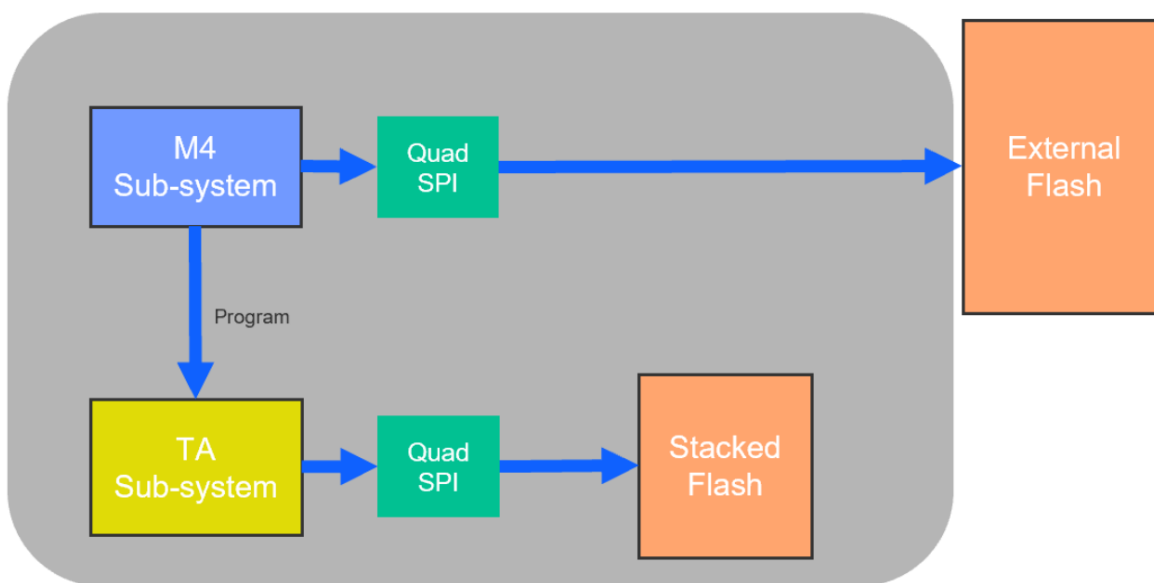 M4
Sub-system
Quad
SPI
External
Flash
Program
TA
Sub-system
Quad
SPI
Stacked
Flash